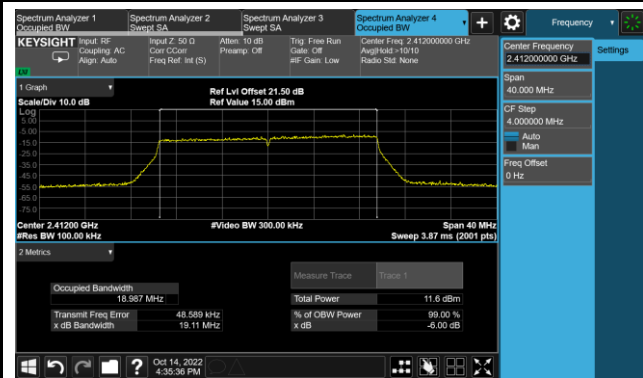 Spectrum Analyzer 1
Occupied BW
Spectrum Analyzer 2
Swept SA
Spectrum Analyzer 3
Swept SA
Spectrum Analyzer 4
Occupied BW
Frequency
KEYSIGHT
Input: RF
Coupling: AC
Align: Auto
Input Z: 50 Ω
Corr CCorr
Freq Ref: Int (S)
Atten: 10 dB
Preamp: Off
Trig: Free Run
Gate: Off
#IF Gain: Low
Center Freq: 2.412000000 GHz
Avg|Hold:>10/10
Radio Std: None
1 Graph
Scale/Div 10.0 dB
Ref Lvl Offset 21.50 dB
Ref Value 15.00 dBm
Log
5.00
-5.00
-15.0
-25.0
-35.0
-45.0
-55.0
-65.0
-75.0
Center 2.41200 GHz
#Res BW 100.00 kHz
#Video BW 300.00 kHz
Span 40 MHz
Sweep 3.87 ms (2001 pts)
2 Metrics
Measure Trace
Trace 1
Occupied Bandwidth
18.987 MHz
Total Power
11.6 dBm
Transmit Freq Error
48.589 kHz
% of OBW Power
99.00 %
x dB Bandwidth
19.11 MHz
x dB
-6.00 dB
Oct 14, 2022
4:35:36 PM
Center Frequency
2.412000000 GHz
Settings
Span
40.000 MHz
CF Step
4.000000 MHz
Auto
Man
Freq Offset
0 Hz